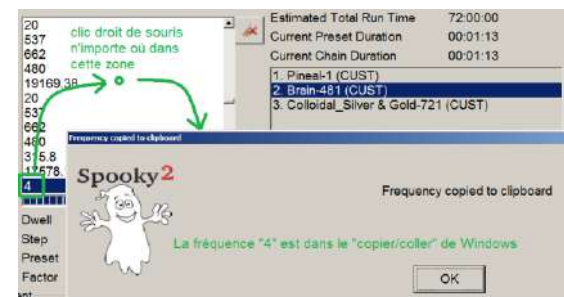 20
537
662
480
19169.38
20
537
662
480
315.8
17578.
4
clic droit de souris
n'importe où dans
cette zone
Estimated Total Run Time 72:00:00
Current Preset Duration 00:01:13
Current Chain Duration 00:01:13
1. Pineal-1 (CUST)
2. Brain-481 (CUST)
3. Colloidal_Silver & Gold-721 (CUST)
Frequency copied to clipboard
Spooky2
Frequency copied to clipboard
La fréquence "4" est dans le "copier/coller" de Windows
OK
Dwell
Step
Preset
Factor